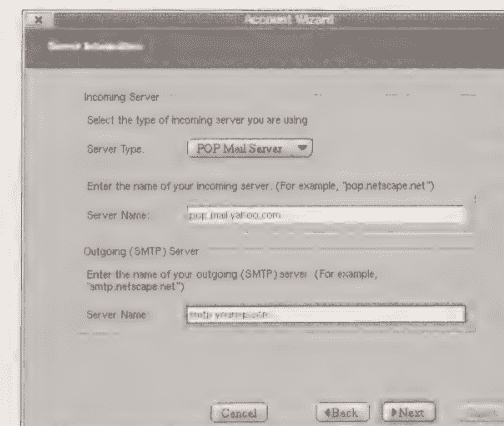 Account Wizard
Server Information
Incoming Server
Select the type of incoming server you are using
Server Type:
POP Mail Server
Enter the name of your incoming server. (For example, "pop.netscape.net")
Server Name:
pop.mail.yahoo.com
Outgoing (SMTP) Server
Enter the name of your outgoing (SMTP) server (For example,
"smtp.netscape.net")
Server Name:
Cancel
Back
Next